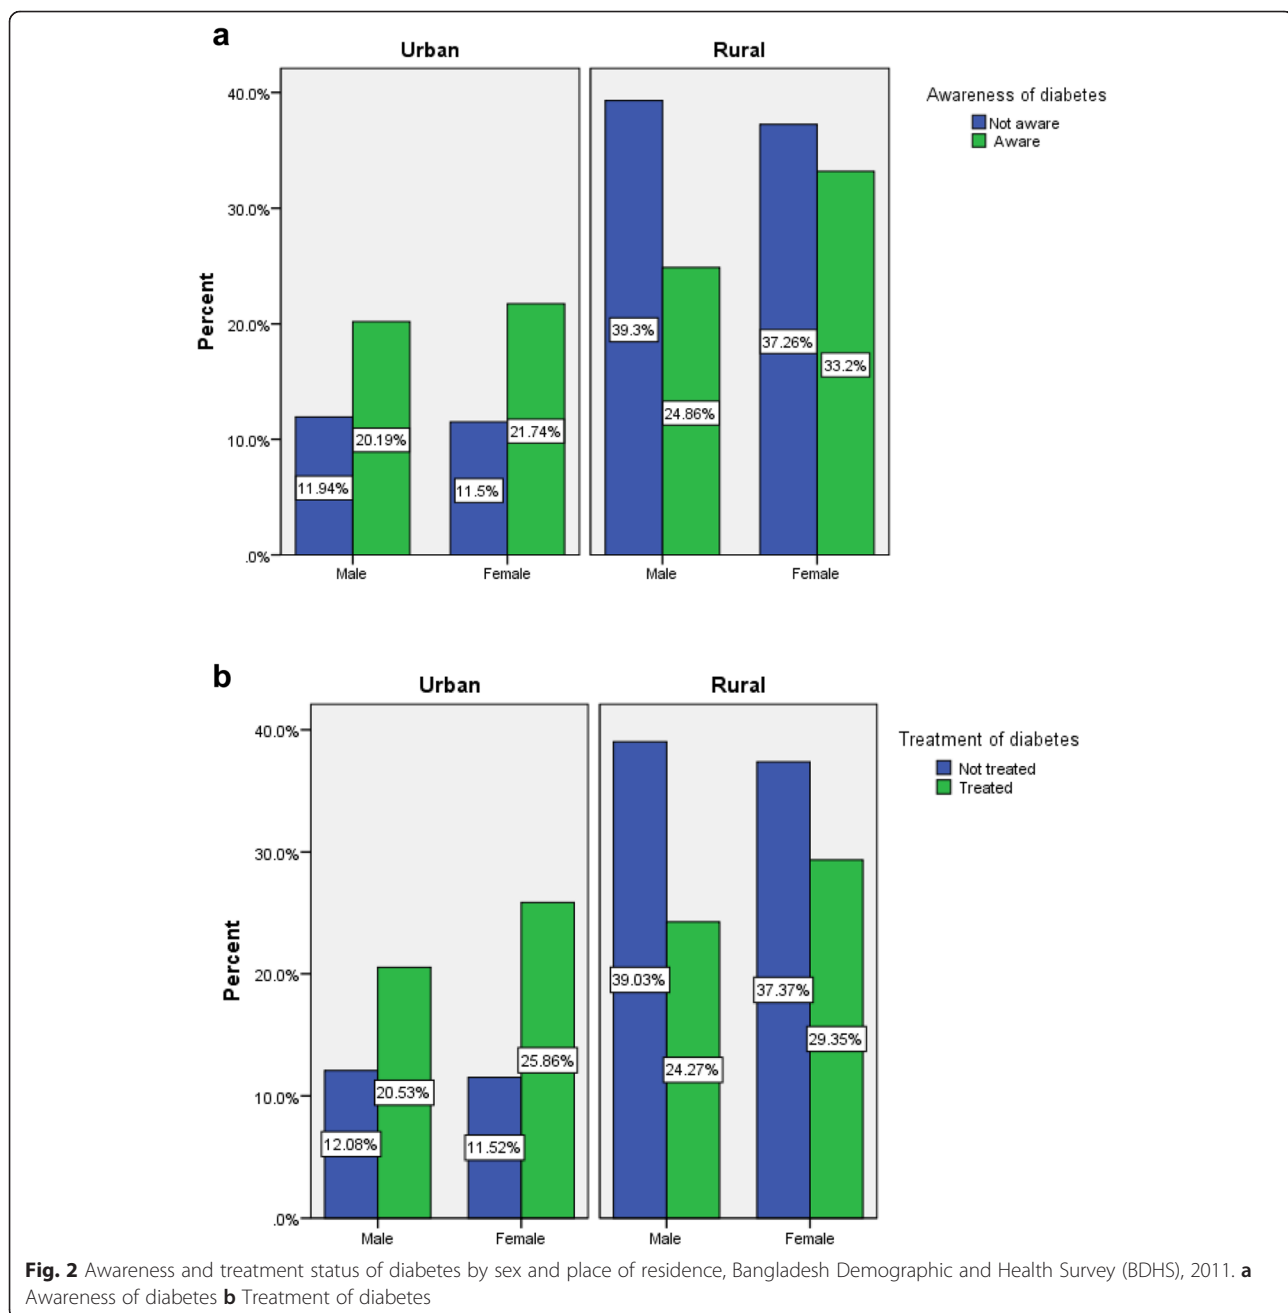 a
Urban Rural
Awareness of diabetes
Not aware
Aware
Percent
40.0%
30.0%
20.0%
10.0%
.0%
11.94% 20.19% 11.5% 21.74% 39.3% 24.86% 37.26% 33.2%
Male Female Male Female
b
Urban Rural
Treatment of diabetes
Not treated
Treated
Percent
40.0%
30.0%
20.0%
10.0%
.0%
12.08% 20.53% 11.52% 25.86% 39.03% 24.27% 37.37% 29.35%
Male Female Male Female
Fig. 2 Awareness and treatment status of diabetes by sex and place of residence, Bangladesh Demographic and Health Survey (BDHS), 2011. a
Awareness of diabetes b Treatment of diabetes